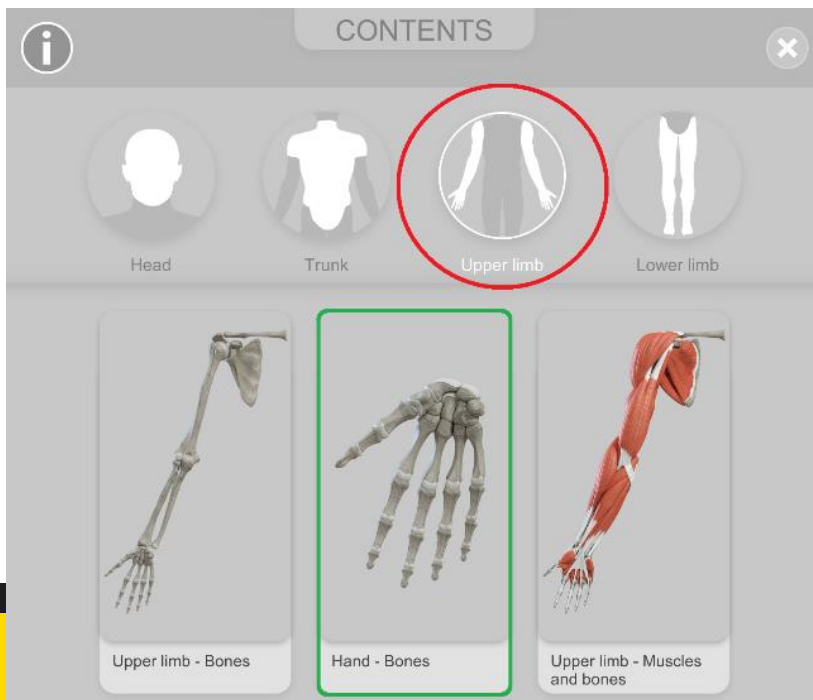 i
CONTENTS
Head
Trunk
Upper limb
Lower limb
Upper limb - Bones
Hand - Bones
Upper limb - Muscles
and bones